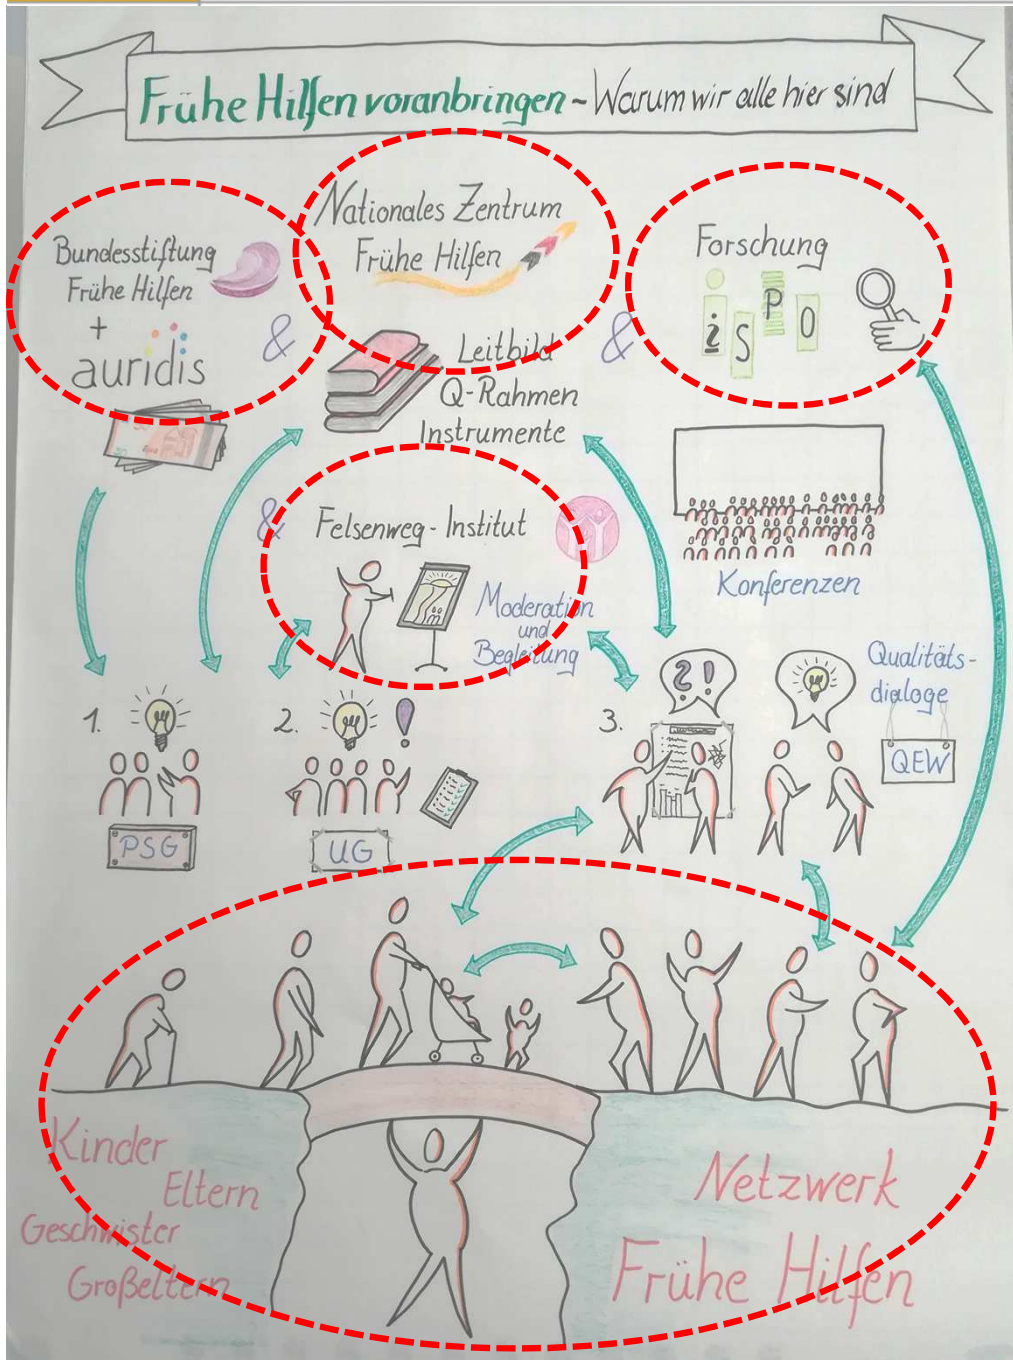 Frühe Hilfen voranbringen ~ Warum wir alle hier sind
Bundesstiftung
Frühe Hilfen
+
auridis
&
Nationales Zentrum
Frühe Hilfen
Leitbild
Q-Rahmen
Instrumente
&
Forschung
iSPO
&
Felsenweg-Institut
Moderation
und
Begleitung
Konferenzen
Qualitäts-
dialoge
QEW
1.
PSG
2.
!
UG
3.
?!
Kinder
Eltern
Geschwister
Großeltern
Netzwerk
Frühe Hilfen